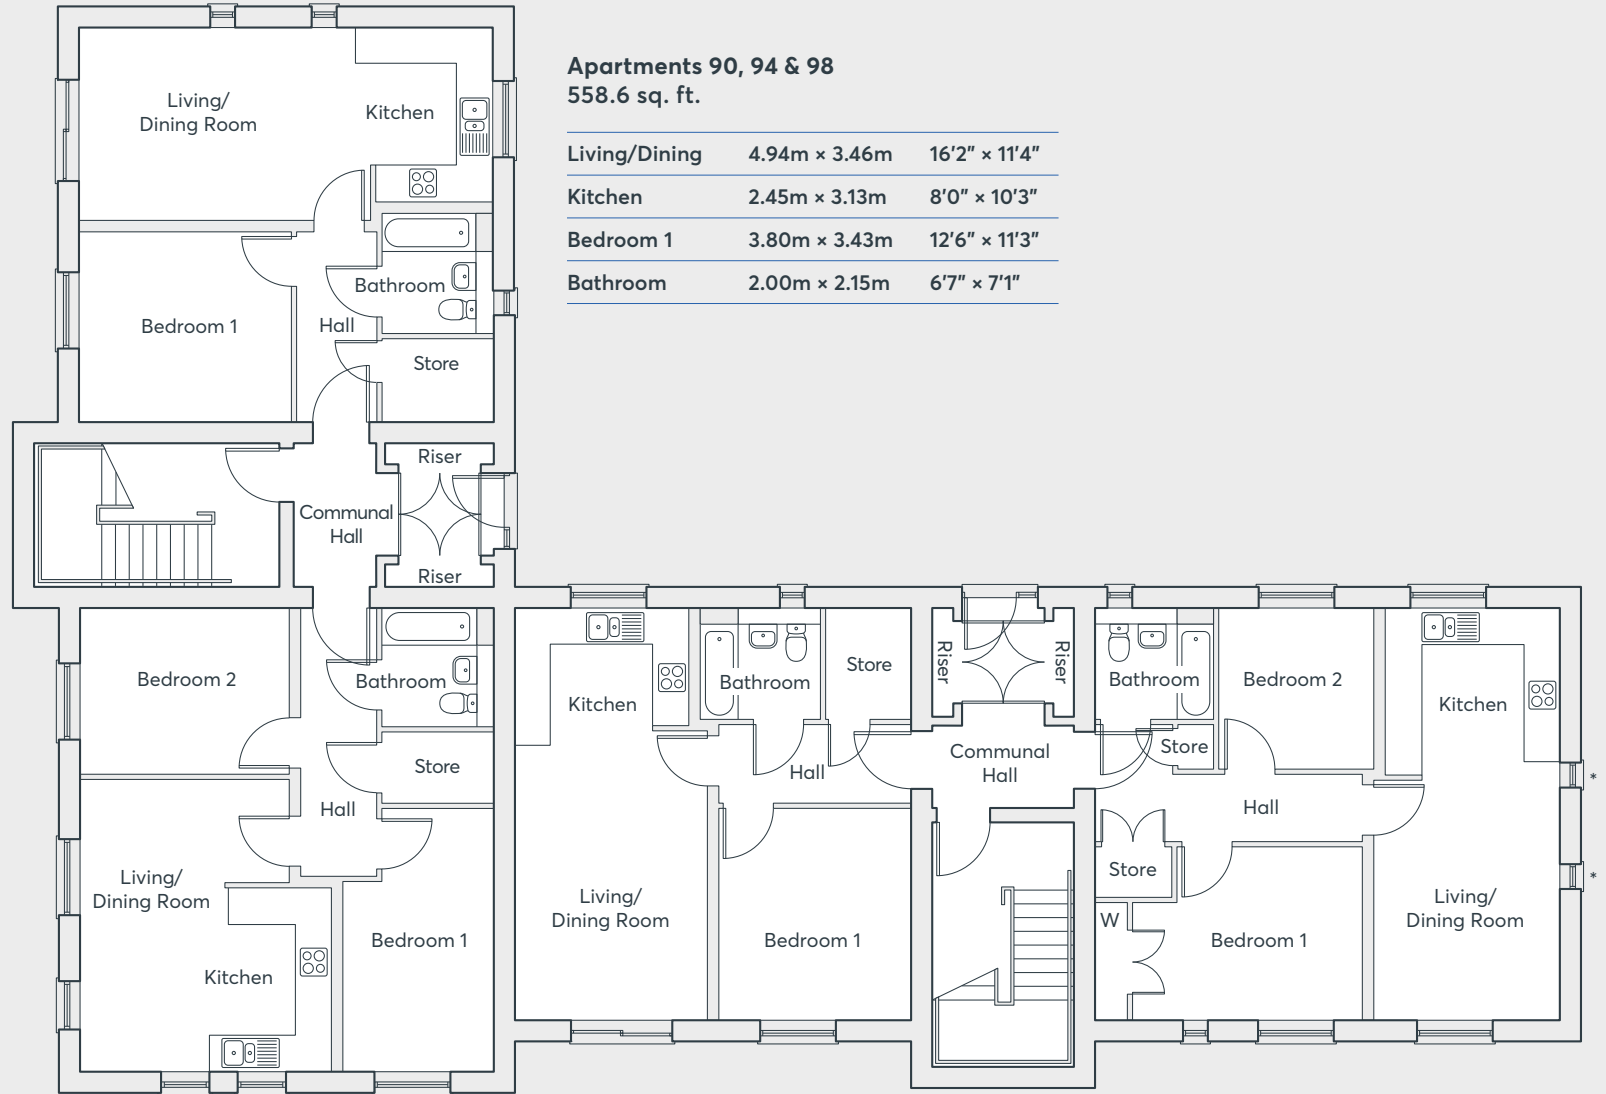 Apartments 90, 94 & 98
558.6 sq. ft.
Living/Dining 4.94m × 3.46m 16'2" × 11'4"
Kitchen 2.45m × 3.13m 8'0" × 10'3"
Bedroom 1 3.80m × 3.43m 12'6" × 11'3"
Bathroom 2.00m × 2.15m 6'7" × 7'1"
Living/
Dining Room
Kitchen
Bathroom
Bedroom 1
Hall
Store
Riser
Communal
Hall
Riser
Bedroom 2
Bathroom
Store
Hall
Living/
Dining Room
Kitchen
Bedroom 1
Kitchen
Bathroom
Store
Hall
Living/
Dining Room
Bedroom 1
Riser
Riser
Communal
Hall
Bathroom
Bedroom 2
Store
Kitchen
Hall
*
Store
W
Bedroom 1
Living/
Dining Room
*